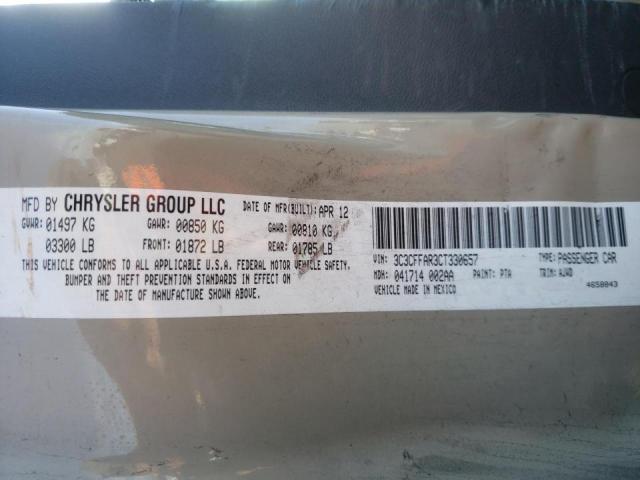 MFD BY CHRYSLER GROUP LLC DATE OF MFR(BUILT): APR 12
GVWR: 01497 KG GAWR: 00850 KG GAWR: 00810 KG
03300 LB FRONT: 01872 LB REAR: 01785 LB
THIS VEHICLE CONFORMS TO ALL APPLICABLE U.S.A. FEDERAL MOTOR VEHICLE SAFETY,
BUMPER AND THEFT PREVENTION STANDARDS IN EFFECT ON
THE DATE OF MANUFACTURE SHOWN ABOVE.
VIN: 3C3CFFAR3CT330657 TYPE: PASSENGER CAR
MDH: 041714 002AA PAINT: PTA TRIM: AJWD
VEHICLE MADE IN MEXICO 4658843